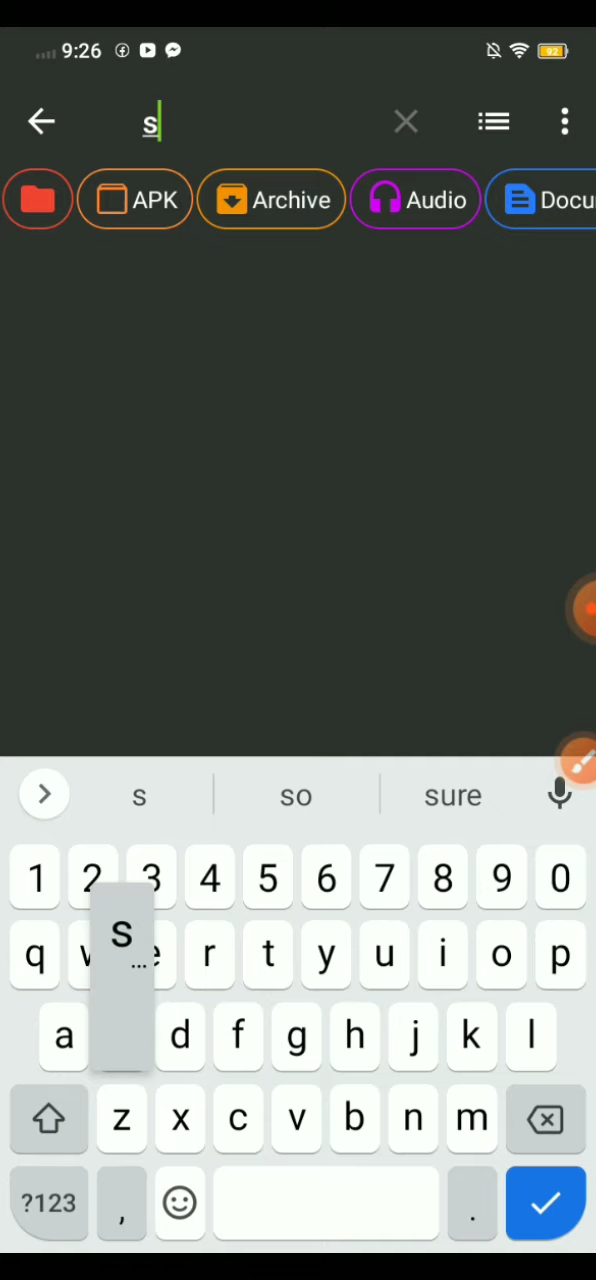 9:26 92
s
APK Archive Audio Docu
s so sure
1 2 3 4 5 6 7 8 9 0
q w e r t y u i o p
a s d f g h j k l
z x c v b n m
?123 , .